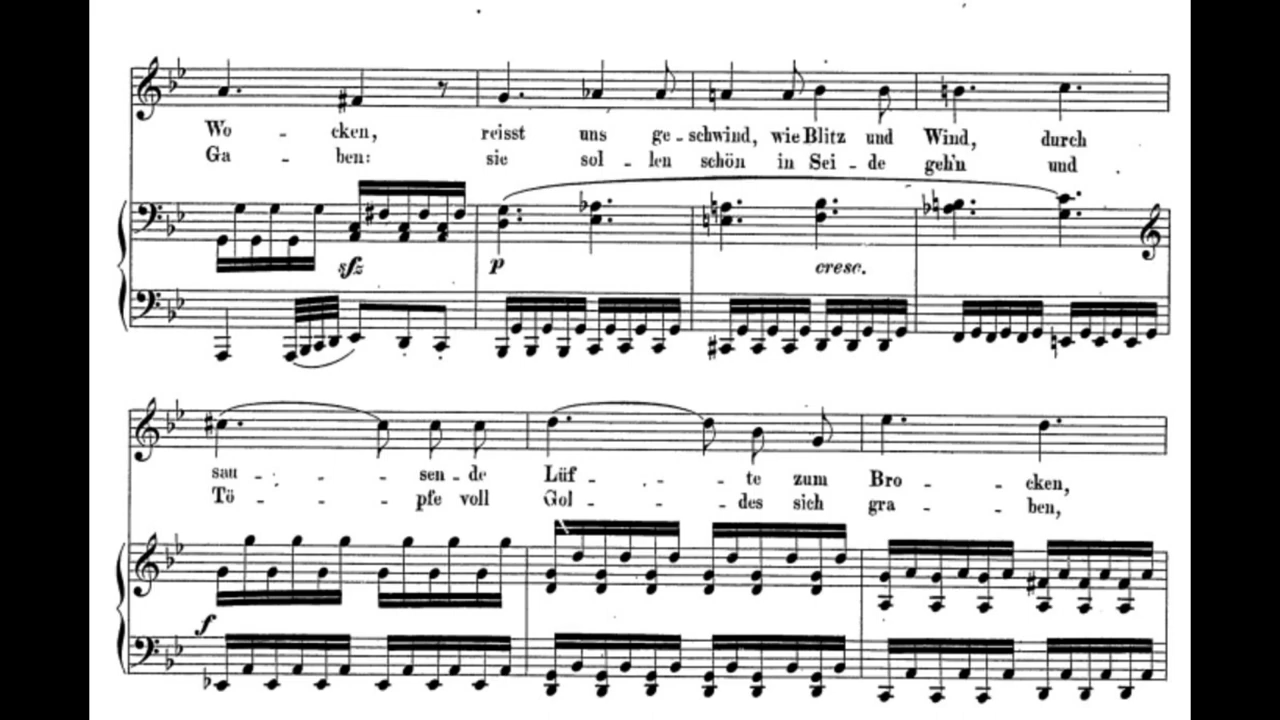 Wo - cken, reisst uns ge - schwind, wie Blitz und Wind, durch
Ga - ben: sie sol - len schön in Sei - de geh'n und
sfz p cresc.
sau - - - sen - de Lüf - - - te zum Bro - cken,
Tö - - - pfe voll Gol - - - des sich gra - ben,
f